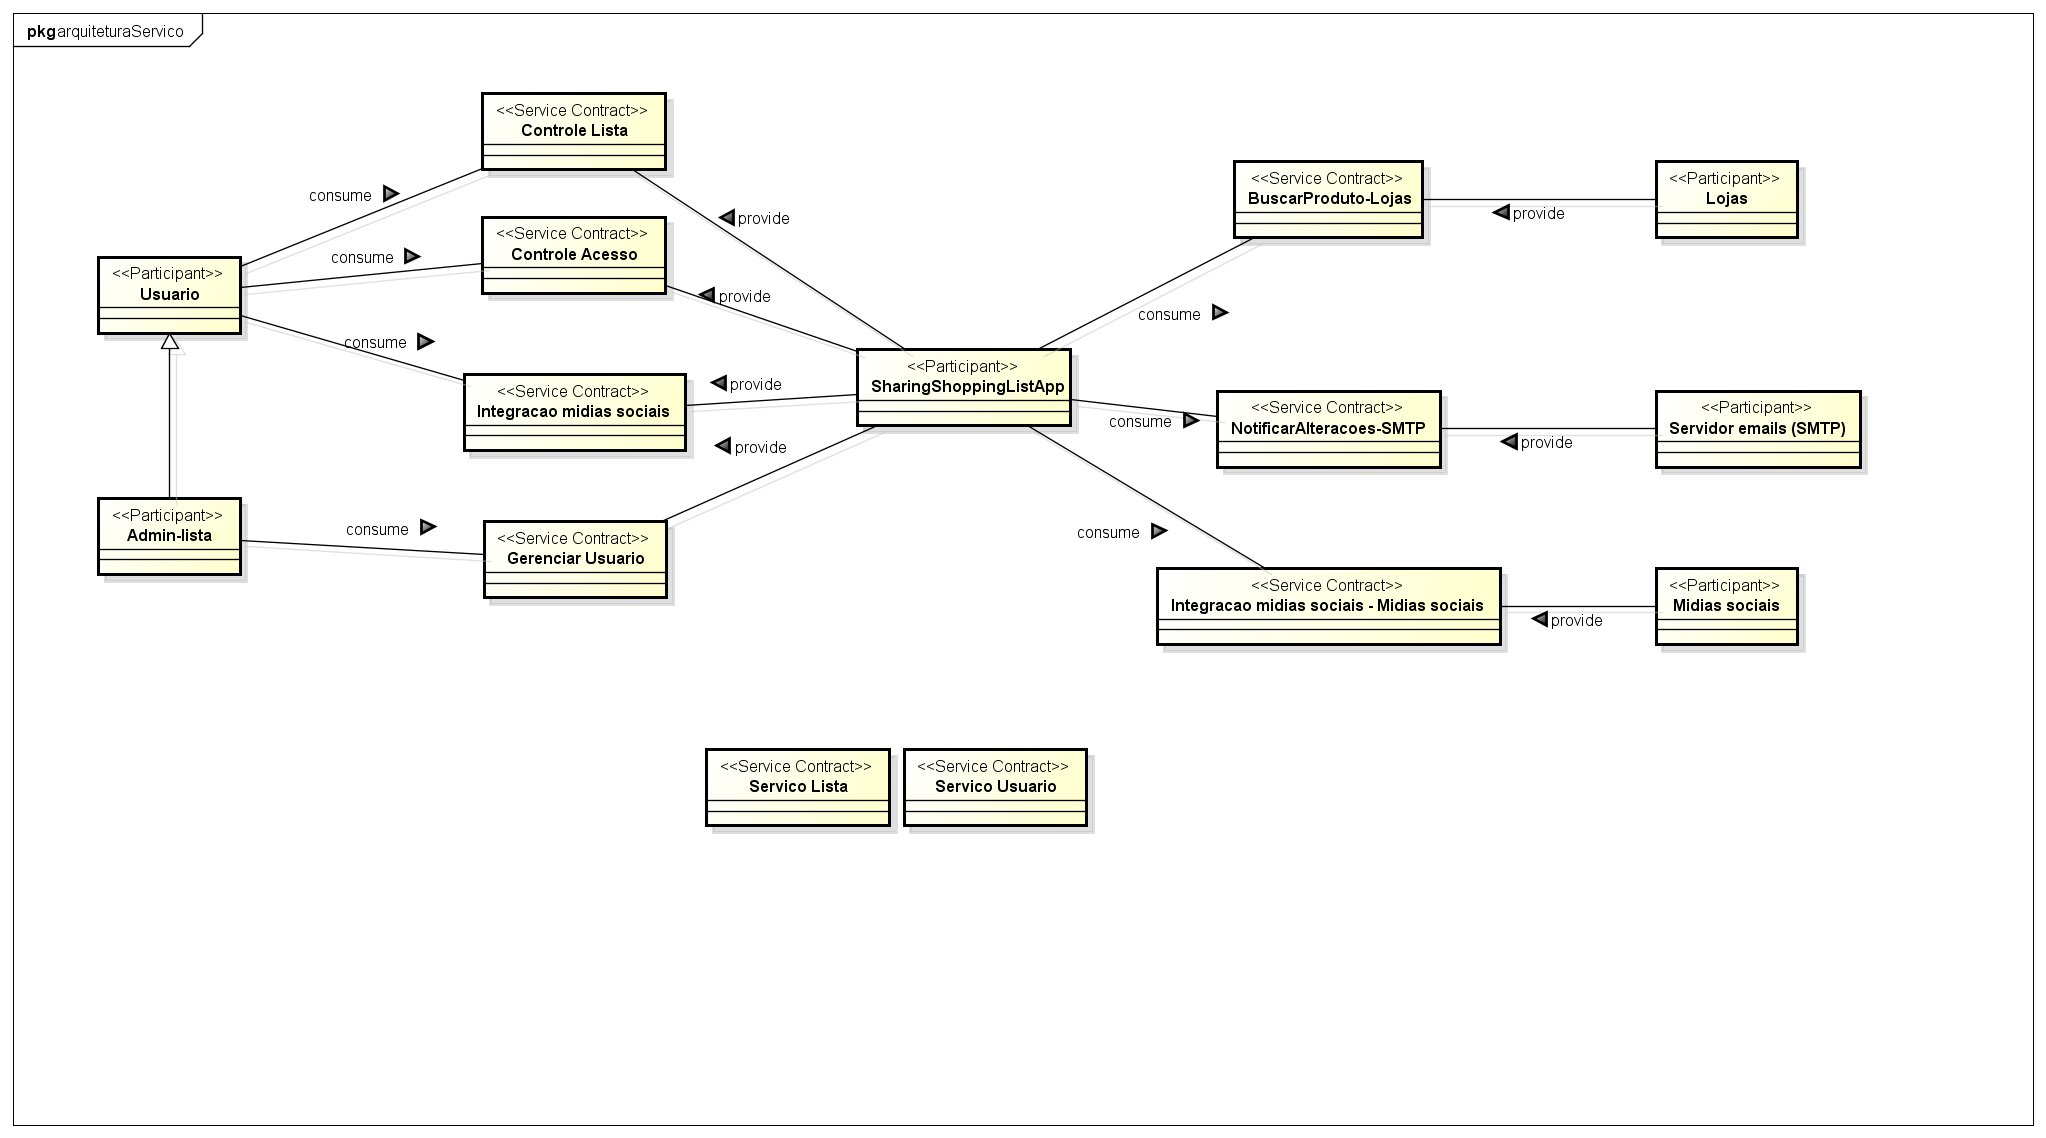 pkg arquiteturaServico
<<Service Contract>>
Controle Lista
consume
provide
<<Service Contract>>
BuscarProduto-Lojas
<<Participant>>
Lojas
provide
<<Service Contract>>
Controle Acesso
consume
provide
<<Participant>>
Usuario
consume
consume
<<Participant>>
SharingShoppingListApp
<<Service Contract>>
Integracao midias sociais
provide
provide
consume
<<Service Contract>>
NotificarAlteracoes-SMTP
<<Participant>>
Servidor emails (SMTP)
provide
<<Participant>>
Admin-lista
consume
<<Service Contract>>
Gerenciar Usuario
consume
<<Service Contract>>
Integracao midias sociais - Midias sociais
<<Participant>>
Midias sociais
provide
<<Service Contract>>
Servico Lista
<<Service Contract>>
Servico Usuario